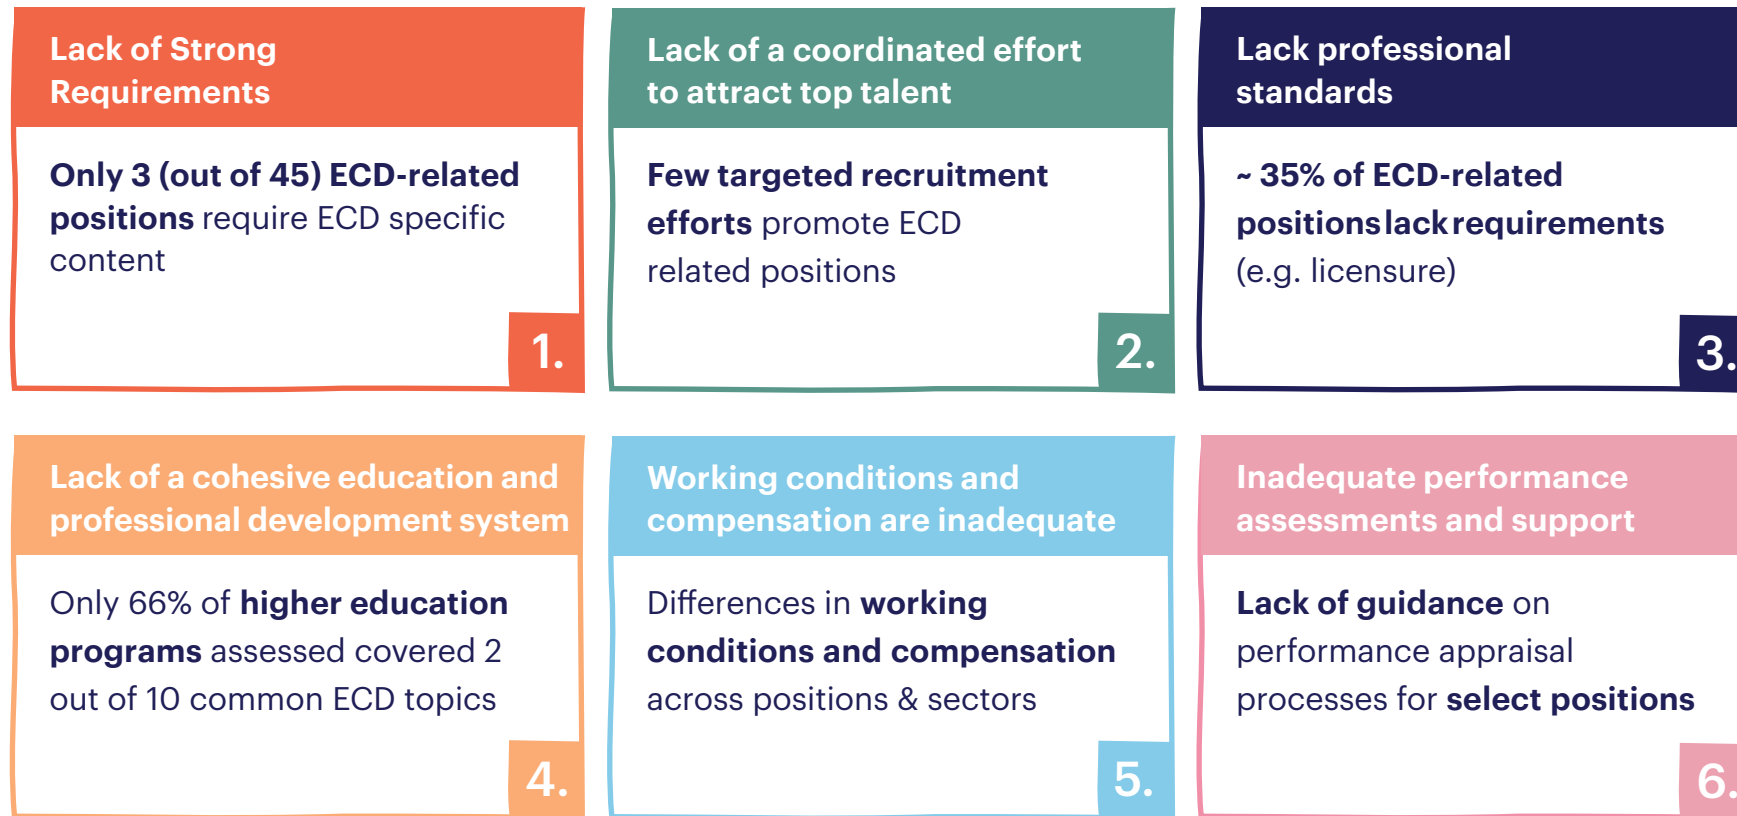 Lack of Strong
Requirements
Only 3 (out of 45) ECD-related
positions require ECD specific
content
1.
Lack of a coordinated effort
to attract top talent
Few targeted recruitment
efforts promote ECD
related positions
2.
Lack professional
standards
~ 35% of ECD-related
positions lack requirements
(e.g. licensure)
3.
Lack of a cohesive education and
professional development system
Only 66% of higher education
programs assessed covered 2
out of 10 common ECD topics
4.
Working conditions and
compensation are inadequate
Differences in working
conditions and compensation
across positions & sectors
5.
Inadequate performance
assessments and support
Lack of guidance on
performance appraisal
processes for select positions
6.